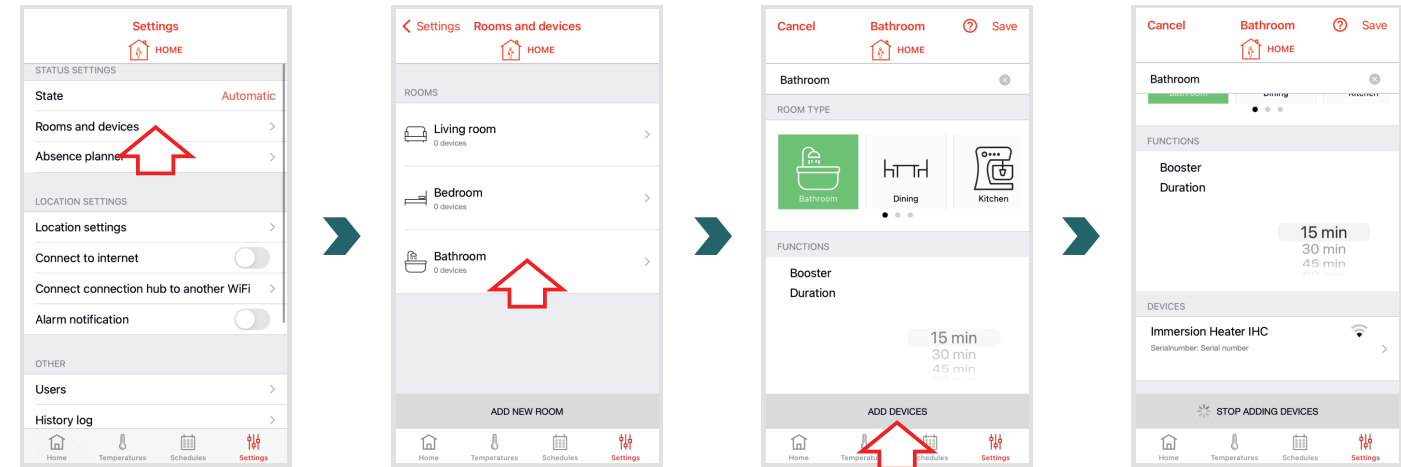 Settings
HOME
STATUS SETTINGS
State Automatic
Rooms and devices
Absence planner
LOCATION SETTINGS
Location settings
Connect to internet
Connect connection hub to another WiFi
Alarm notification
OTHER
Users
History log
Home Temperatures Schedules Settings
Settings Rooms and devices
HOME
ROOMS
Living room
0 devices
Bedroom
0 devices
Bathroom
0 devices
ADD NEW ROOM
Home Temperatures Schedules Settings
Cancel Bathroom ? Save
HOME
Bathroom
ROOM TYPE
Bathroom Dining Kitchen
FUNCTIONS
Booster
Duration
15 min
30 min
45 min
ADD DEVICES
Home Schedules Settings
Cancel Bathroom ? Save
HOME
Bathroom
Bathroom Dining Kitchen
FUNCTIONS
Booster
Duration
15 min
30 min
45 min
DEVICES
Immersion Heater IHC
Serialnumber: Serial number
STOP ADDING DEVICES
Home Temperatures Schedules Settings